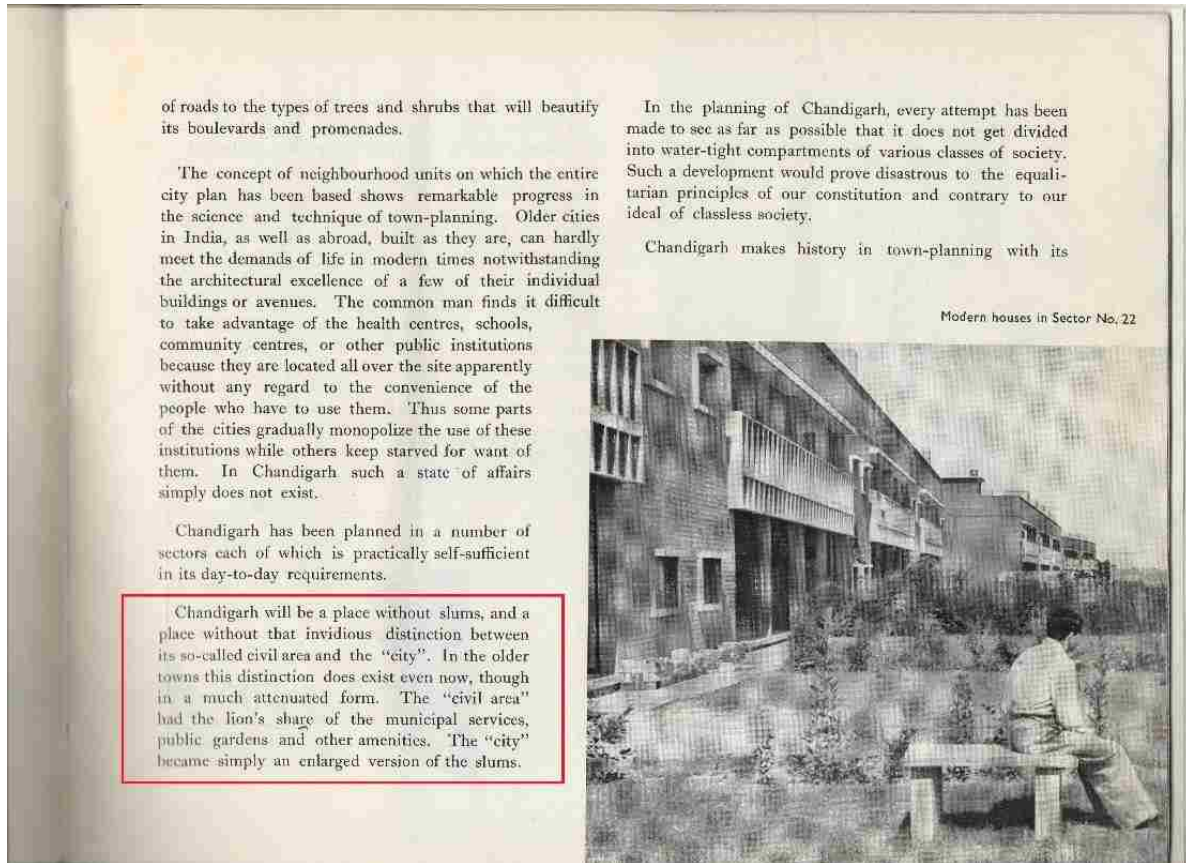 of roads to the types of trees and shrubs that will beautify
its boulevards and promenades.
The concept of neighbourhood units on which the entire
city plan has been based shows remarkable progress in
the science and technique of town-planning. Older cities
in India, as well as abroad, built as they are, can hardly
meet the demands of life in modern times notwithstanding
the architectural excellence of a few of their individual
buildings or avenues. The common man finds it difficult
to take advantage of the health centres, schools,
community centres, or other public institutions
because they are located all over the site apparently
without any regard to the convenience of the
people who have to use them. Thus some parts
of the cities gradually monopolize the use of these
institutions while others keep starved for want of
them. In Chandigarh such a state of affairs
simply does not exist.
Chandigarh has been planned in a number of
sectors each of which is practically self-sufficient
in its day-to-day requirements.
Chandigarh will be a place without slums, and a
place without that invidious distinction between
its so-called civil area and the "city". In the older
towns this distinction does exist even now, though
in a much attenuated form. The "civil area"
had the lion's share of the municipal services,
public gardens and other amenities. The "city"
became simply an enlarged version of the slums.
In the planning of Chandigarh, every attempt has been
made to see as far as possible that it does not get divided
into water-tight compartments of various classes of society.
Such a development would prove disastrous to the equali-
tarian principles of our constitution and contrary to our
ideal of classless society.
Chandigarh makes history in town-planning with its
Modern houses in Sector No. 22